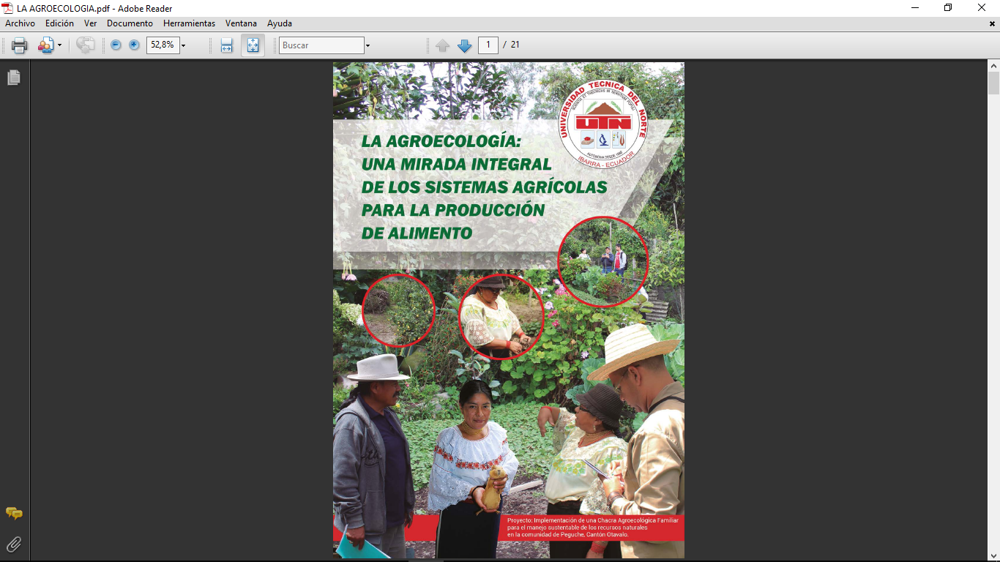 LA AGROECOLOGIA.pdf - Adobe Reader
Archivo Edición Ver Documento Herramientas Ventana Ayuda
52,8% Buscar 1 / 21
UNIVERSIDAD TECNICA DEL NORTE
UTN
AUTONOMA DESDE 1986
IBARRA - ECUADOR
LA AGROECOLOGÍA:
UNA MIRADA INTEGRAL
DE LOS SISTEMAS AGRÍCOLAS
PARA LA PRODUCCIÓN
DE ALIMENTO
Proyecto: Implementación de una Chacra Agroecológica Familiar
para el manejo sustentable de los recursos naturales
en la comunidad de Peguche, Cantón Otavalo.